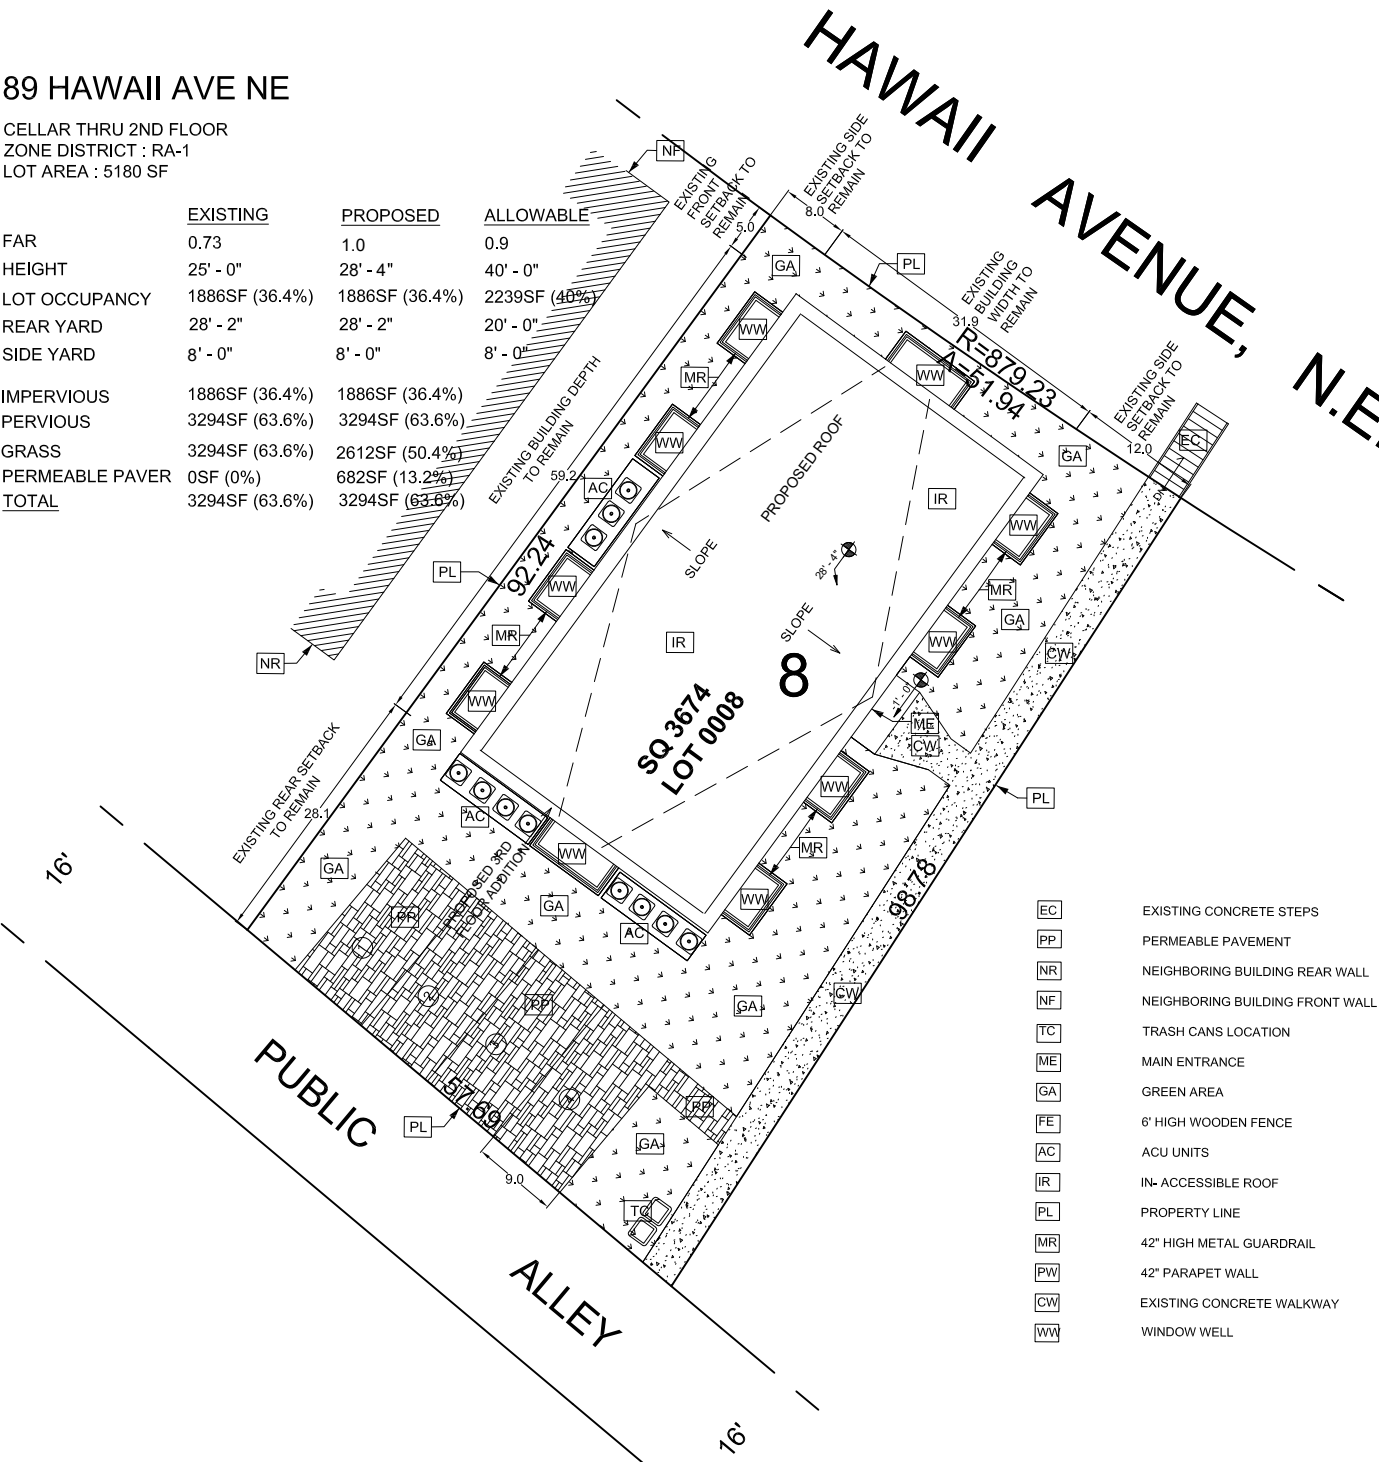 HAWAII AVENUE, N.E.
89 HAWAII AVE NE
CELLAR THRU 2ND FLOOR
ZONE DISTRICT : RA-1
LOT AREA : 5180 SF
EXISTING PROPOSED ALLOWABLE
FAR 0.73 1.0 0.9
HEIGHT 25' - 0" 28' - 4" 40' - 0"
LOT OCCUPANCY 1886SF (36.4%) 1886SF (36.4%) 2239SF (40%)
REAR YARD 28' - 2" 28' - 2" 20' - 0"
SIDE YARD 8' - 0" 8' - 0" 8' - 0"
IMPERVIOUS 1886SF (36.4%) 1886SF (36.4%)
PERVIOUS 3294SF (63.6%) 3294SF (63.6%)
GRASS 3294SF (63.6%) 2612SF (50.4%)
PERMEABLE PAVER 0SF (0%) 682SF (13.2%)
TOTAL 3294SF (63.6%) 3294SF (63.6%)
NF
EXISTING
FRONT
SETBACK TO
REMAIN
5.0
EXISTING SIDE
SETBACK TO
REMAIN
8.0
GA
PL
EXISTING
BUILDING
WIDTH TO
REMAIN
31.9
R=879.23
A=51.94
EXISTING SIDE
SETBACK TO
REMAIN
12.0
EC
DN
GA
WW
WW
MR
WW
AC
EXISTING BUILDING DEPTH
TO REMAIN
59.2
PROPOSED ROOF
IR
WW
SLOPE
28' - 4"
92.24
PL
WW
MR
GA
MR
SLOPE
IR
WW
CW
NR
8
SQ 3674
LOT 0008
WW
-1' - 0"
ME
CW
GA
EXISTING REAR SETBACK
TO REMAIN
28.1
WW
PL
AC
MR
WW
PROPOSED 3RD
FLOOR ADDITION
GA
WW
98.78
16'
GA
PP
AC
1
2
PP
GA
CW
3
4
PP
57.69
PL
GA
9.0
TC
PUBLIC ALLEY
16'
EC EXISTING CONCRETE STEPS
PP PERMEABLE PAVEMENT
NR NEIGHBORING BUILDING REAR WALL
NF NEIGHBORING BUILDING FRONT WALL
TC TRASH CANS LOCATION
ME MAIN ENTRANCE
GA GREEN AREA
FE 6' HIGH WOODEN FENCE
AC ACU UNITS
IR IN- ACCESSIBLE ROOF
PL PROPERTY LINE
MR 42" HIGH METAL GUARDRAIL
PW 42" PARAPET WALL
CW EXISTING CONCRETE WALKWAY
WW WINDOW WELL